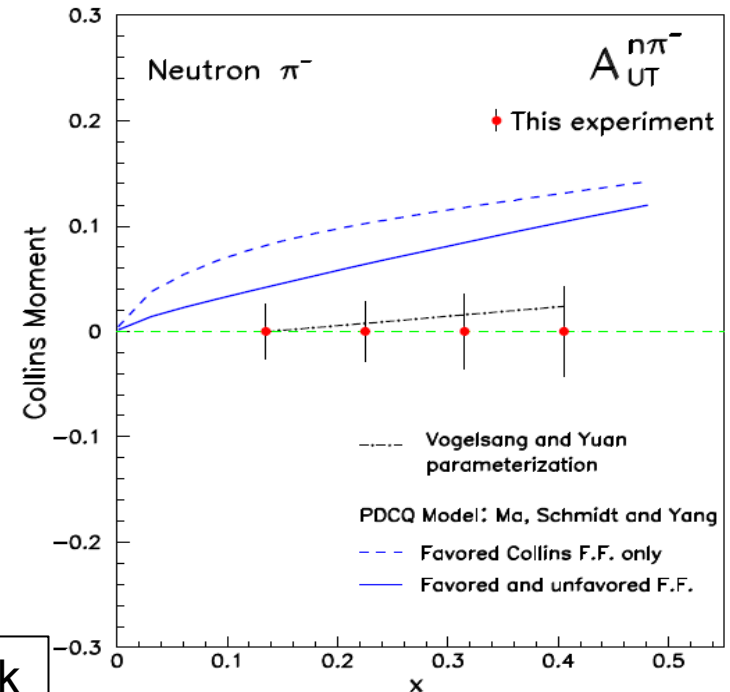 0.3
Neutron π⁻
A_UT^nπ⁻
0.2
This experiment
0.1
Collins Moment
0
−0.1
Vogelsang and Yuan
parameterization
PDCQ Model: Ma, Schmidt and Yang
−0.2
Favored Collins F.F. only
Favored and unfavored F.F.
−0.3
k
0 0.1 0.2 0.3 0.4 0.5
x